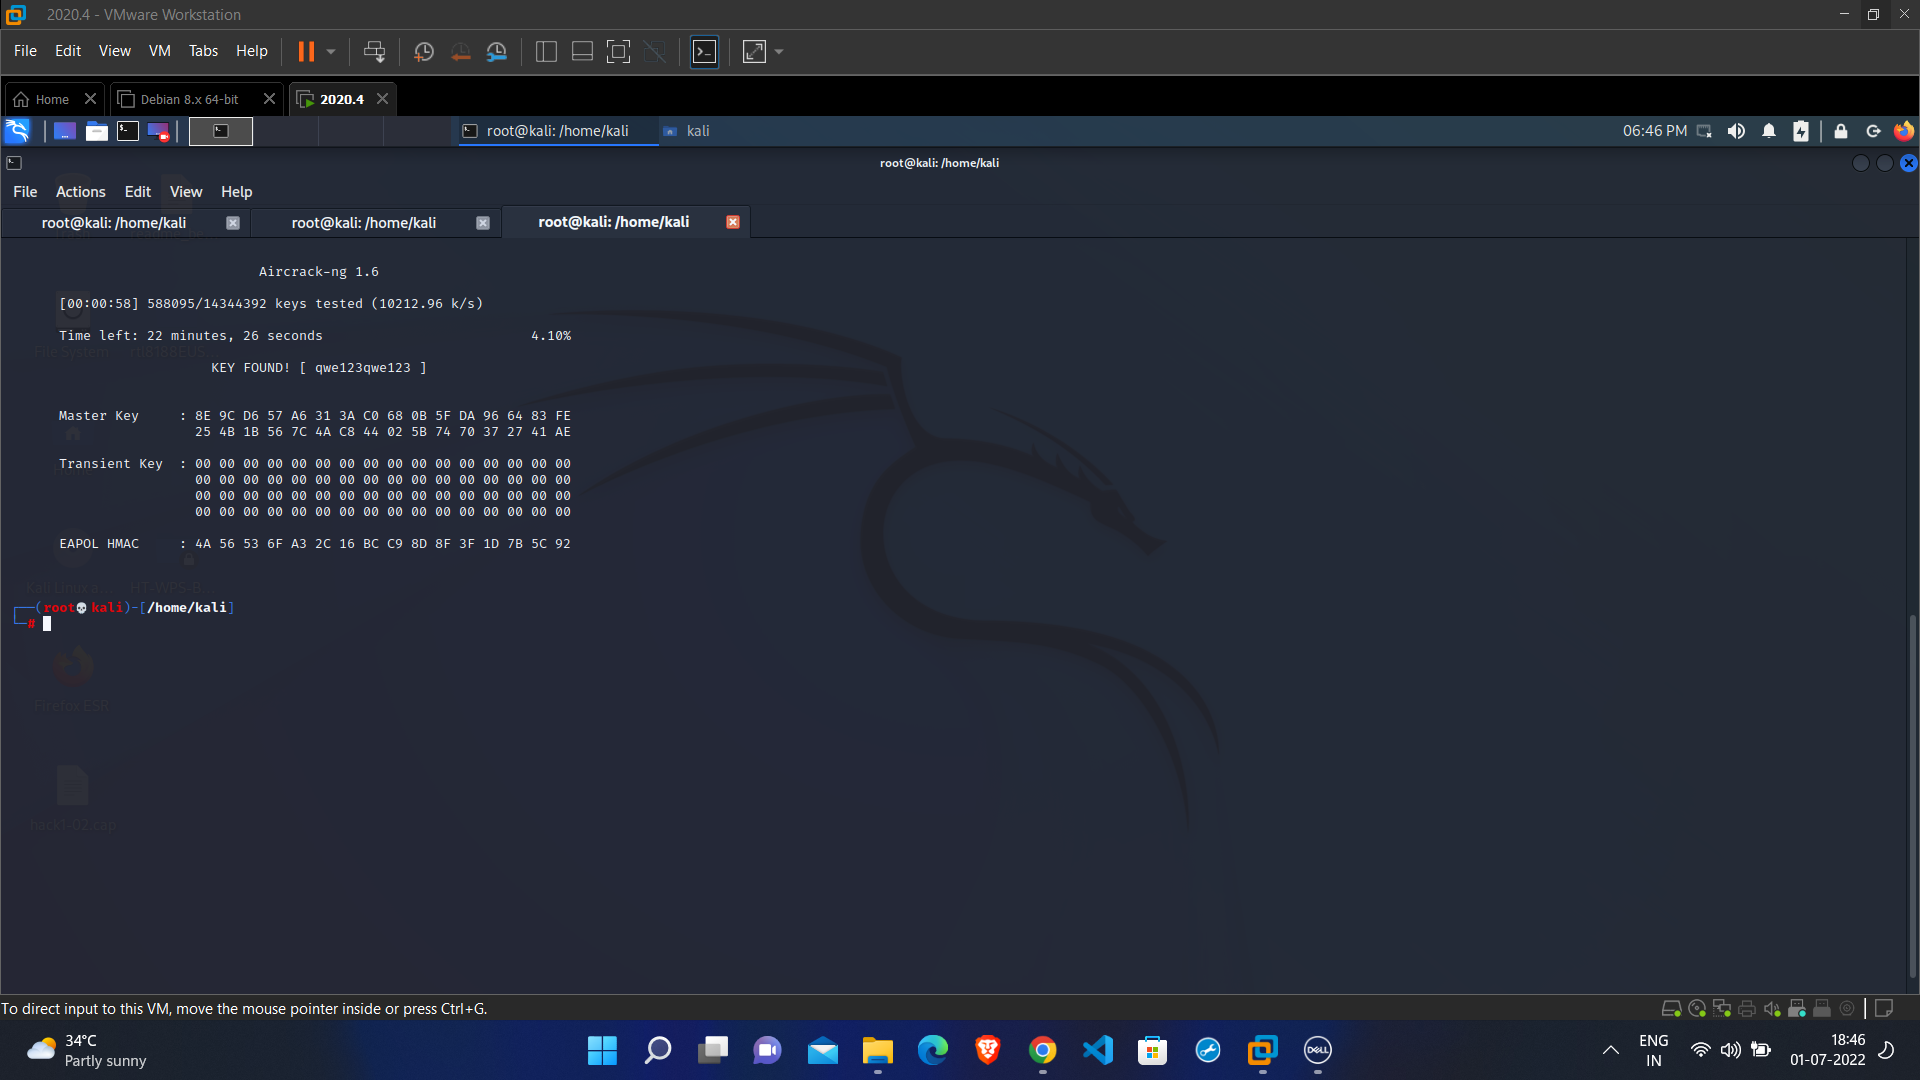 2020.4 - VMware Workstation
File Edit View VM Tabs Help
Home Debian 8.x 64-bit 2020.4
root@kali: /home/kali kali 06:46 PM
root@kali: /home/kali
File Actions Edit View Help
root@kali: /home/kali root@kali: /home/kali root@kali: /home/kali
Aircrack-ng 1.6
[00:00:58] 588095/14344392 keys tested (10212.96 k/s)
Time left: 22 minutes, 26 seconds 4.10%
File System
KEY FOUND! [ qwe123qwe123 ]
Master Key : 8E 9C D6 57 A6 31 3A C0 68 0B 5F DA 96 64 83 FE
25 4B 1B 56 7C 4A C8 44 02 5B 74 70 37 27 41 AE
Transient Key : 00 00 00 00 00 00 00 00 00 00 00 00 00 00 00 00
00 00 00 00 00 00 00 00 00 00 00 00 00 00 00 00
00 00 00 00 00 00 00 00 00 00 00 00 00 00 00 00
00 00 00 00 00 00 00 00 00 00 00 00 00 00 00 00
EAPOL HMAC : 4A 56 53 6F A3 2C 16 BC C9 8D 8F 3F 1D 7B 5C 92
(root💀kali)-[/home/kali]
#
Firefox ESR
hack1-02.cap
To direct input to this VM, move the mouse pointer inside or press Ctrl+G.
34°C
Partly sunny
DELL
ENG
IN
18:46
01-07-2022